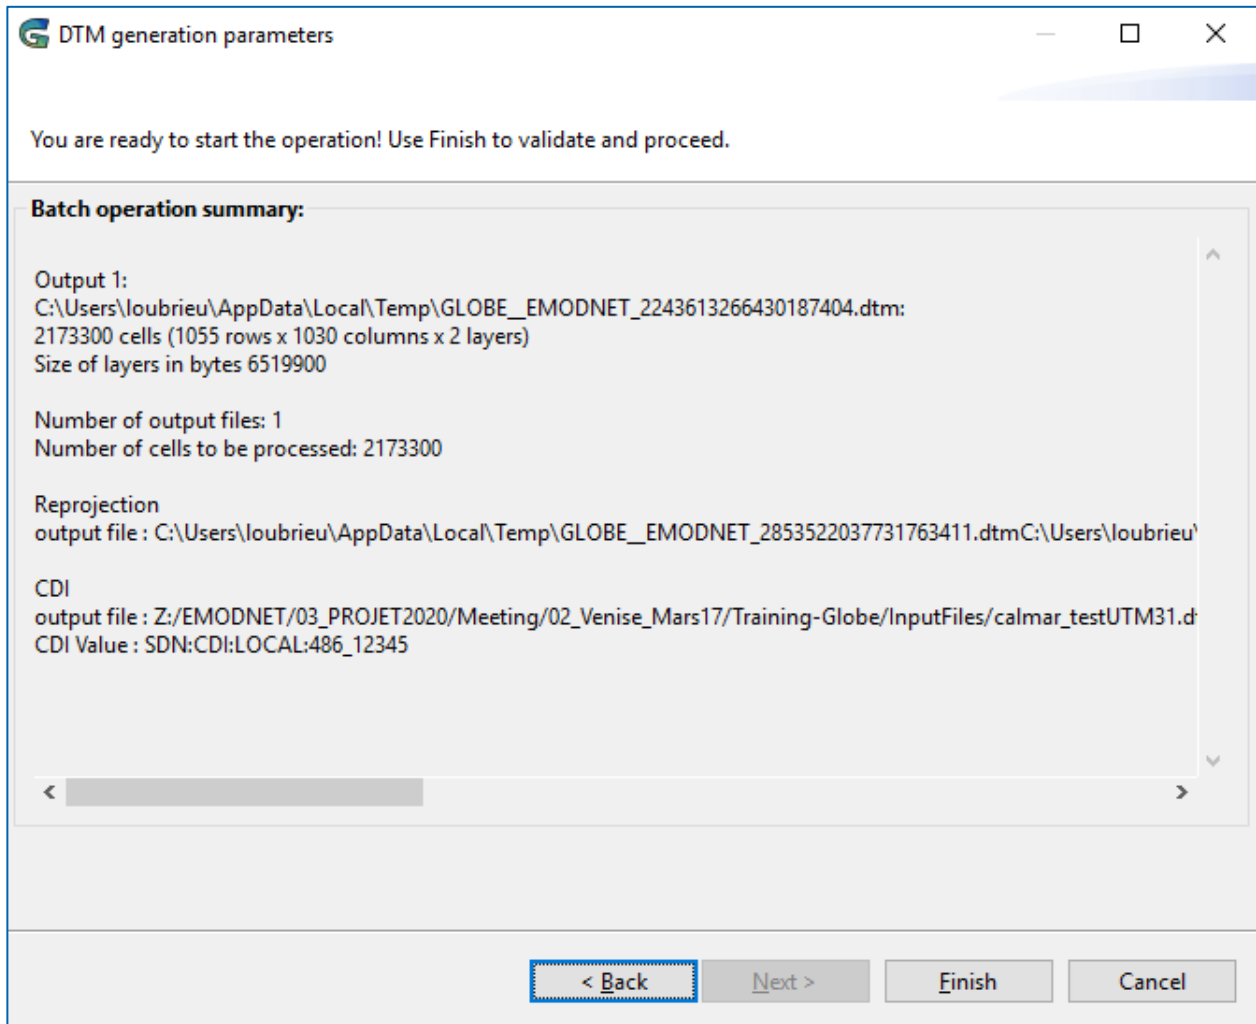 DTM generation parameters
You are ready to start the operation! Use Finish to validate and proceed.
Batch operation summary:
Output 1:
C:\Users\loubrieu\AppData\Local\Temp\GLOBE__EMODNET_2243613266430187404.dtm:
2173300 cells (1055 rows x 1030 columns x 2 layers)
Size of layers in bytes 6519900
Number of output files: 1
Number of cells to be processed: 2173300
Reprojection
output file : C:\Users\loubrieu\AppData\Local\Temp\GLOBE__EMODNET_2853522037731763411.dtmC:\Users\loubrieu\
CDI
output file : Z:/EMODNET/03_PROJET2020/Meeting/02_Venise_Mars17/Training-Globe/InputFiles/calmar_testUTM31.d
CDI Value : SDN:CDI:LOCAL:486_12345
< Back Next > Finish Cancel